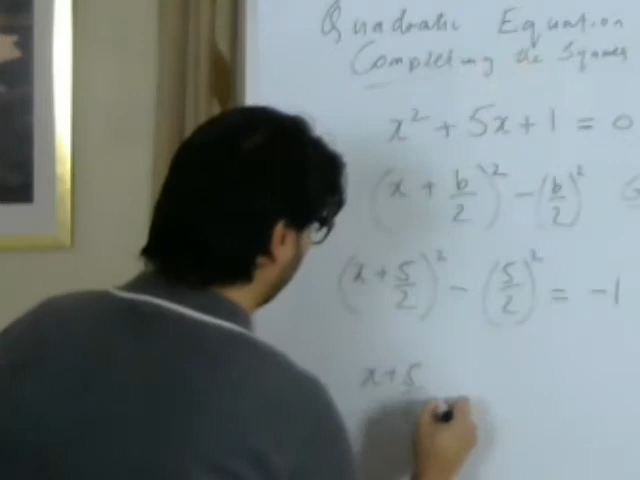 Quadratic Equation
Completing the Square
x² + 5x + 1 = 0
(x + b/2)² - (b/2)²
(x + 5/2)² - (5/2)² = -1
x + 5